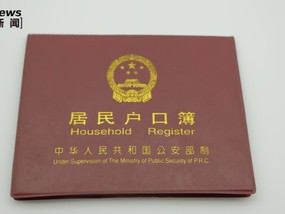 News
新闻
居民户口簿
Household Register
中华人民共和国公安部制
Under Supervision of The Ministry of Public Security of P.R.C.